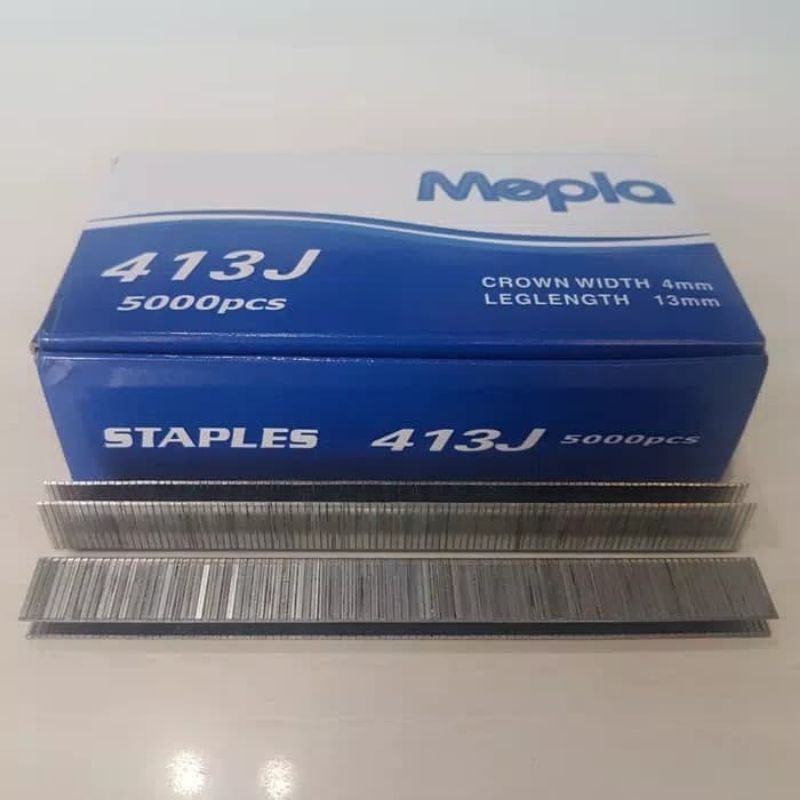 Mepla
413J
5000pcs
CROWN WIDTH 4mm
LEGLENGTH 13mm
STAPLES 413J 5000pcs